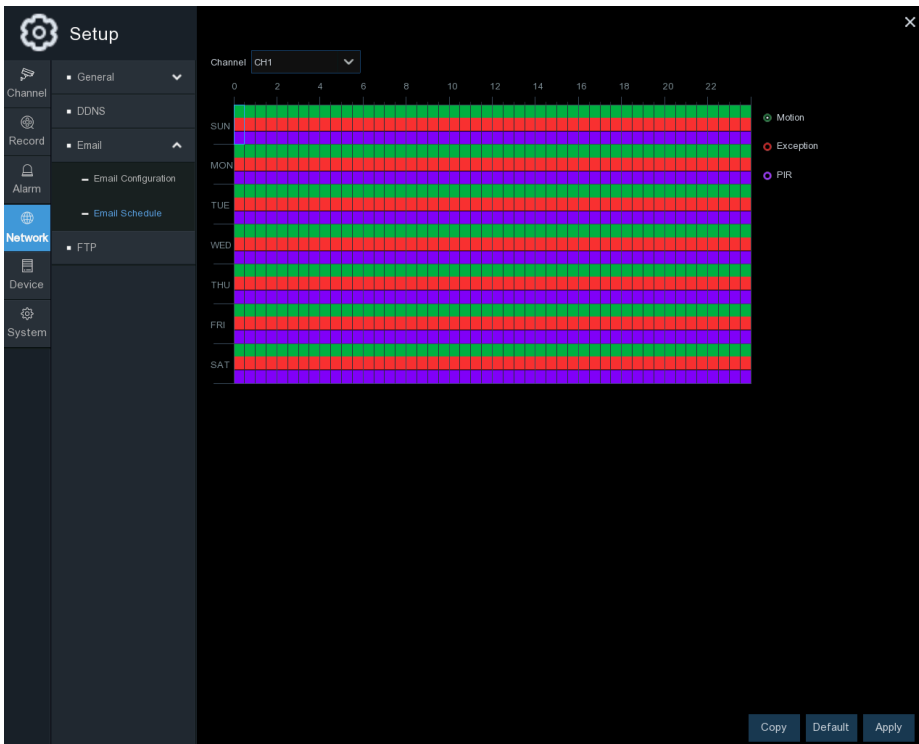 Setup
Channel
Record
Alarm
Network
Device
System
General
DDNS
Email
Email Configuration
Email Schedule
FTP
Channel CH1
0 2 4 6 8 10 12 14 16 18 20 22
SUN
MON
TUE
WED
THU
FRI
SAT
Motion
Exception
PIR
Copy Default Apply